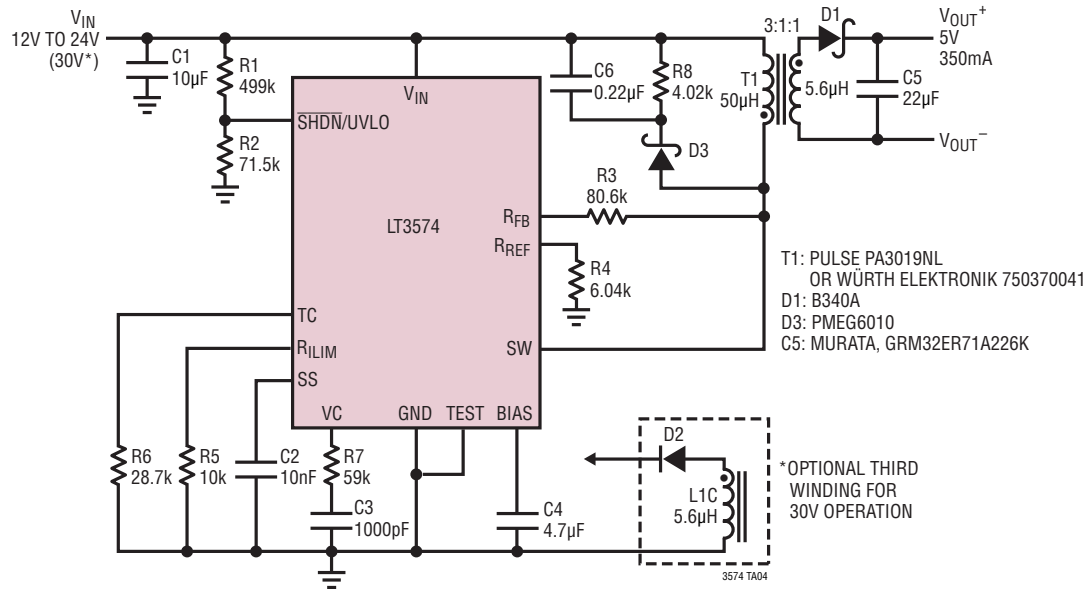 VIN
12V TO 24V
(30V*)
C1
10µF
R1
499k
R2
71.5k
VIN
SHDN/UVLO
LT3574
RFB
RREF
TC
RILIM
SS
SW
VC
GND
TEST
BIAS
C6
0.22µF
R8
4.02k
D3
R3
80.6k
R4
6.04k
T1
50µH
3:1:1
5.6µH
D1
C5
22µF
VOUT+
5V
350mA
VOUT−
T1: PULSE PA3019NL
OR WÜRTH ELEKTRONIK 750370041
D1: B340A
D3: PMEG6010
C5: MURATA, GRM32ER71A226K
R6
28.7k
R5
10k
C2
10nF
R7
59k
C3
1000pF
C4
4.7µF
D2
L1C
5.6µH
*OPTIONAL THIRD
WINDING FOR
30V OPERATION
3574 TA04